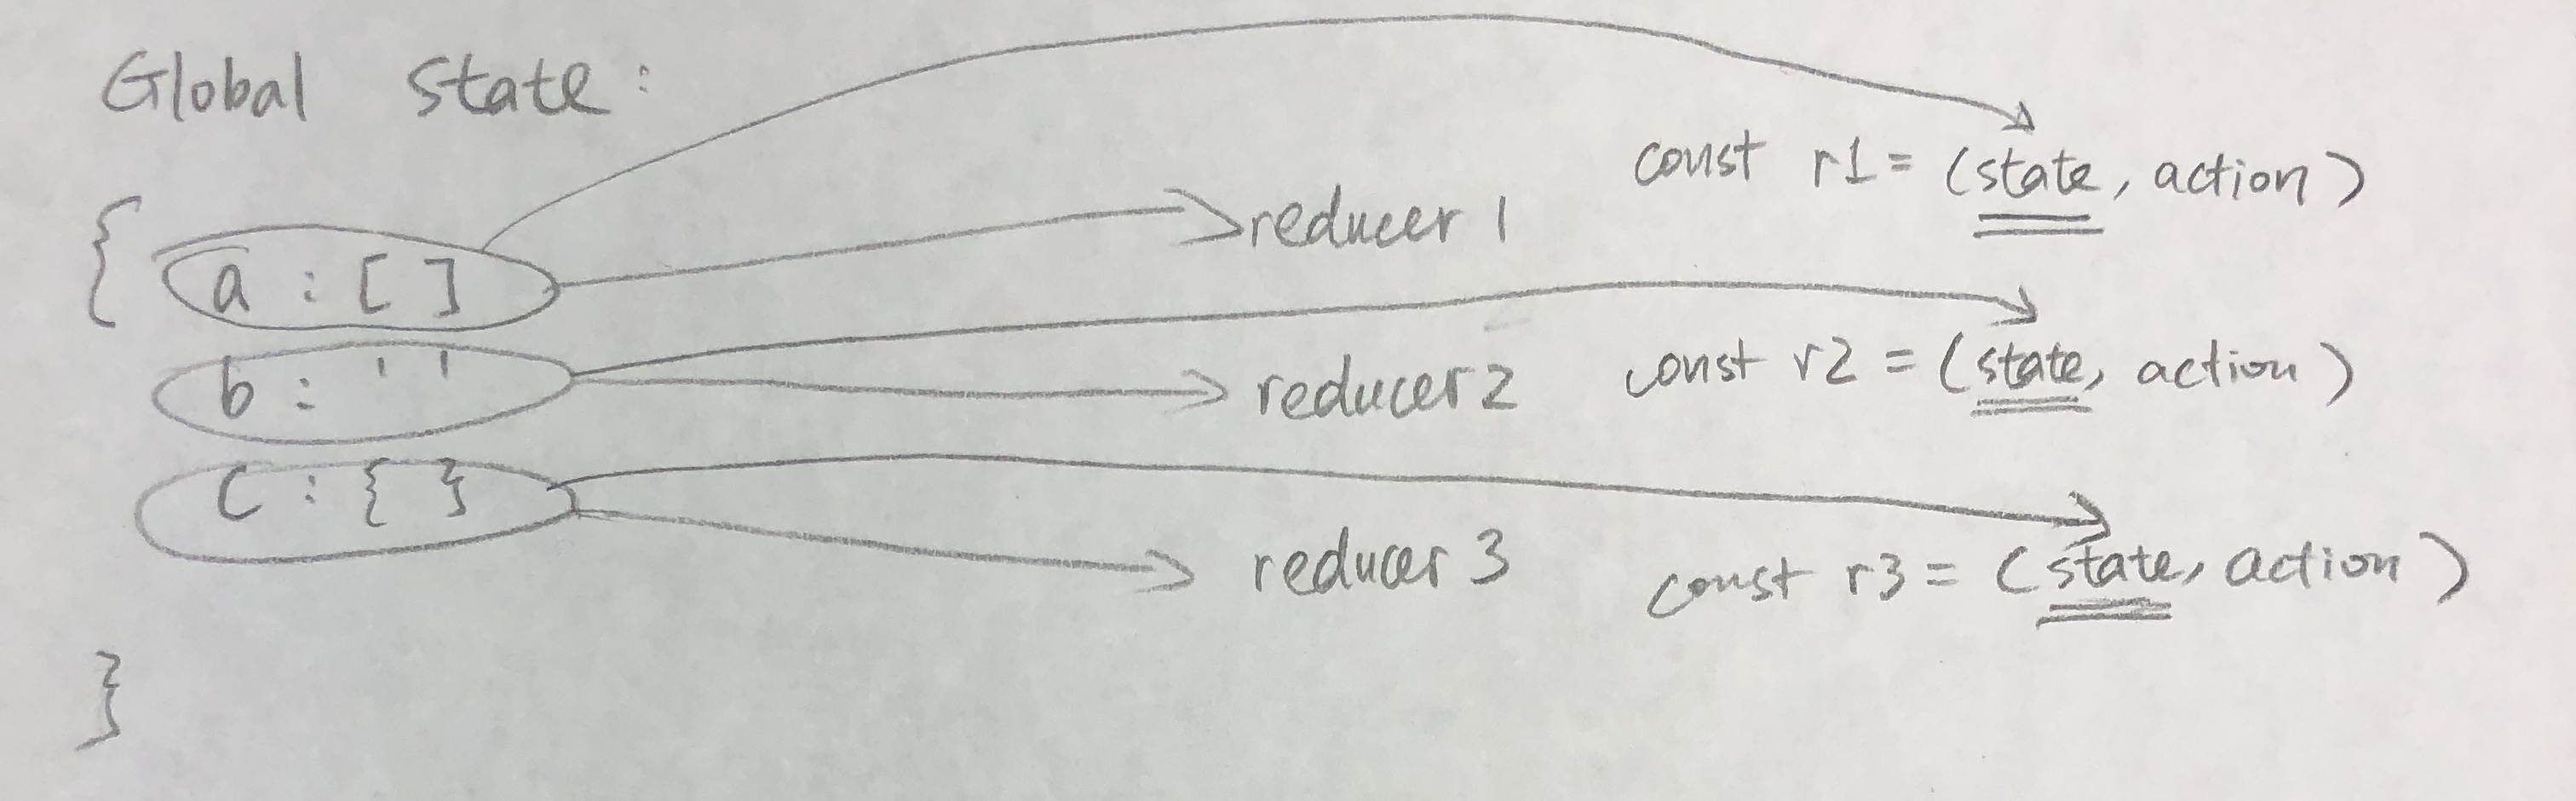 Global state:
const r1 = (state, action)
reducer 1
{ a : [ ]
b : ' '
reducer 2
const r2 = (state, action)
c : { }
reducer 3
const r3 = (state, action)
}